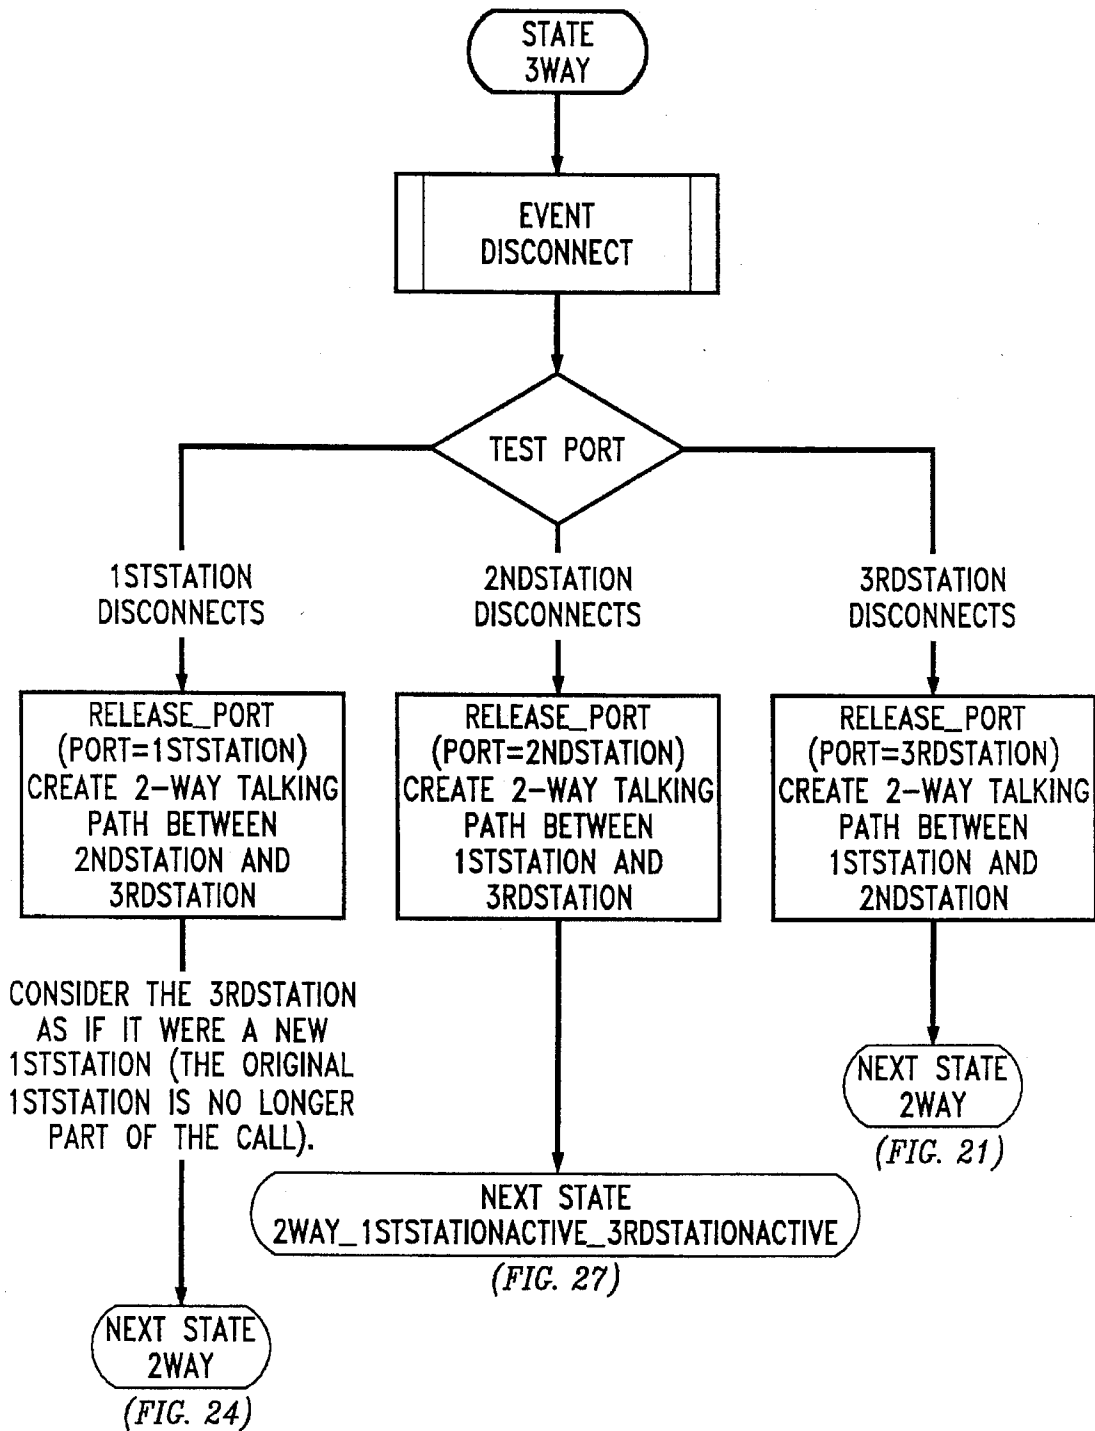 STATE
3WAY
EVENT
DISCONNECT
TEST PORT
1STSTATION
DISCONNECTS
2NDSTATION
DISCONNECTS
3RDSTATION
DISCONNECTS
RELEASE_PORT
(PORT=1STSTATION)
CREATE 2-WAY TALKING
PATH BETWEEN
2NDSTATION AND
3RDSTATION
RELEASE_PORT
(PORT=2NDSTATION)
CREATE 2-WAY TALKING
PATH BETWEEN
1STSTATION AND
3RDSTATION
RELEASE_PORT
(PORT=3RDSTATION)
CREATE 2-WAY TALKING
PATH BETWEEN
1STSTATION AND
2NDSTATION
CONSIDER THE 3RDSTATION
AS IF IT WERE A NEW
1STSTATION (THE ORIGINAL
1STSTATION IS NO LONGER
PART OF THE CALL).
NEXT STATE
2WAY
(FIG. 21)
NEXT STATE
2WAY_1STSTATIONACTIVE_3RDSTATIONACTIVE
(FIG. 27)
NEXT STATE
2WAY
(FIG. 24)